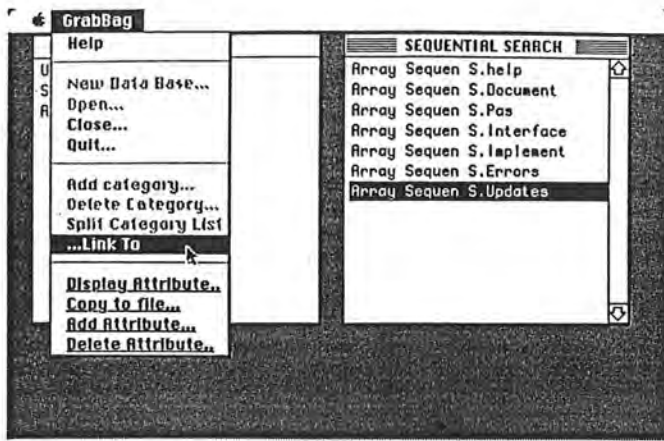 GrabBag
Help
New Data Base...
Open...
Close...
Quit...
Add category...
Delete Category...
Split Category List
...Link To
Display Attribute..
Copy to file...
Add Attribute...
Delete Attribute..
U
S
A
SEQUENTIAL SEARCH
Array Sequen S.help
Array Sequen S.Document
Array Sequen S.Pas
Array Sequen S.Interface
Array Sequen S.Implement
Array Sequen S.Errors
Array Sequen S.Updates